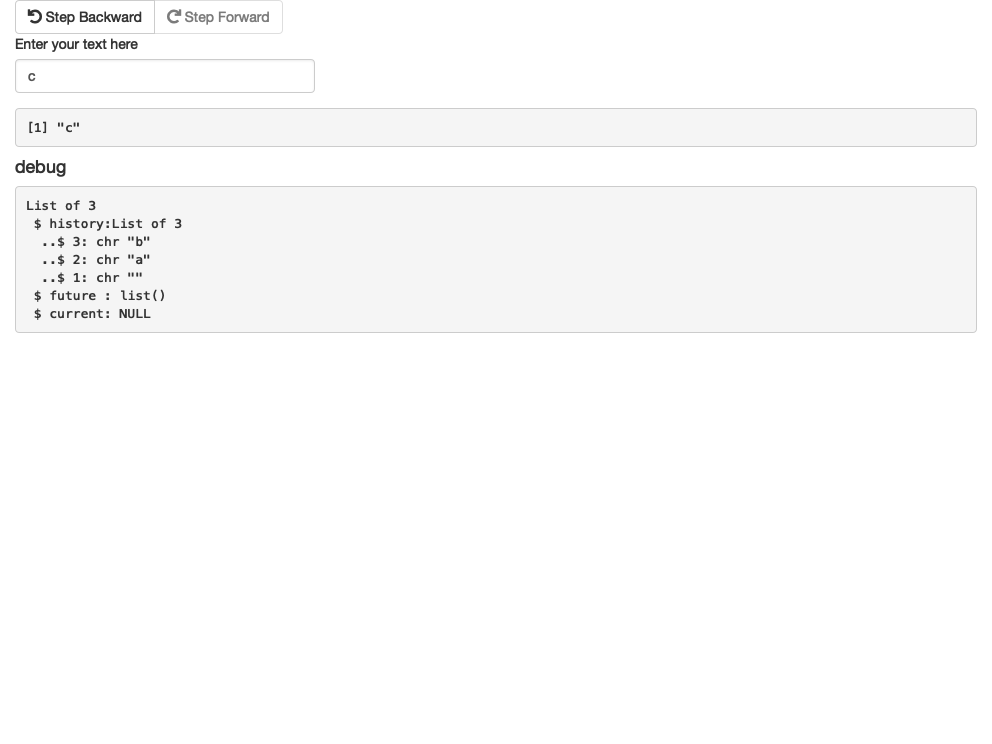 Step Backward Step Forward
Enter your text here
c
[1] "c"
debug
List of 3
 $ history:List of 3
  ..$ 3: chr "b"
  ..$ 2: chr "a"
  ..$ 1: chr ""
 $ future : list()
 $ current: NULL